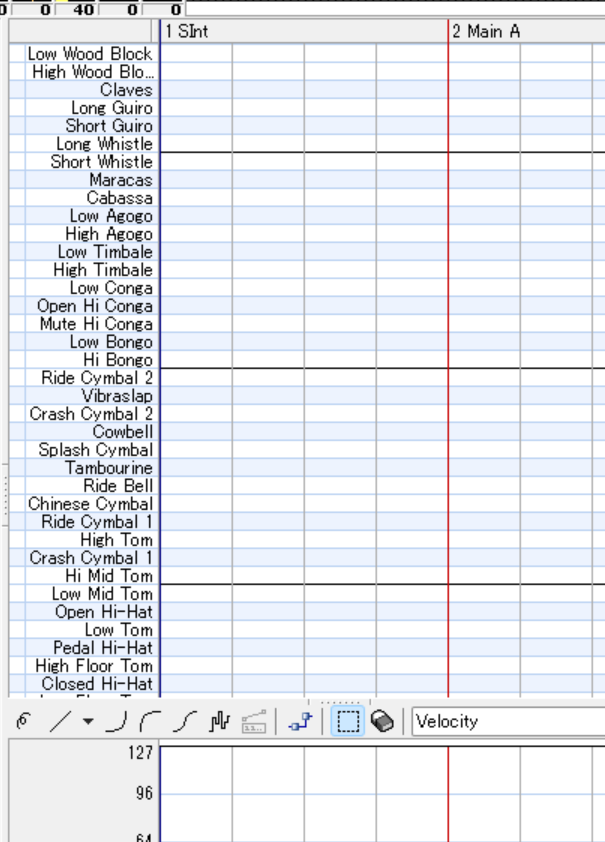 0 0 40 0 0
1 SInt 2 Main A
Low Wood Block
High Wood Blo...
Claves
Long Guiro
Short Guiro
Long Whistle
Short Whistle
Maracas
Cabassa
Low Agogo
High Agogo
Low Timbale
High Timbale
Low Conga
Open Hi Conga
Mute Hi Conga
Low Bongo
Hi Bongo
Ride Cymbal 2
Vibraslap
Crash Cymbal 2
Cowbell
Splash Cymbal
Tambourine
Ride Bell
Chinese Cymbal
Ride Cymbal 1
High Tom
Crash Cymbal 1
Hi Mid Tom
Low Mid Tom
Open Hi-Hat
Low Tom
Pedal Hi-Hat
High Floor Tom
Closed Hi-Hat
Velocity
127
96
64